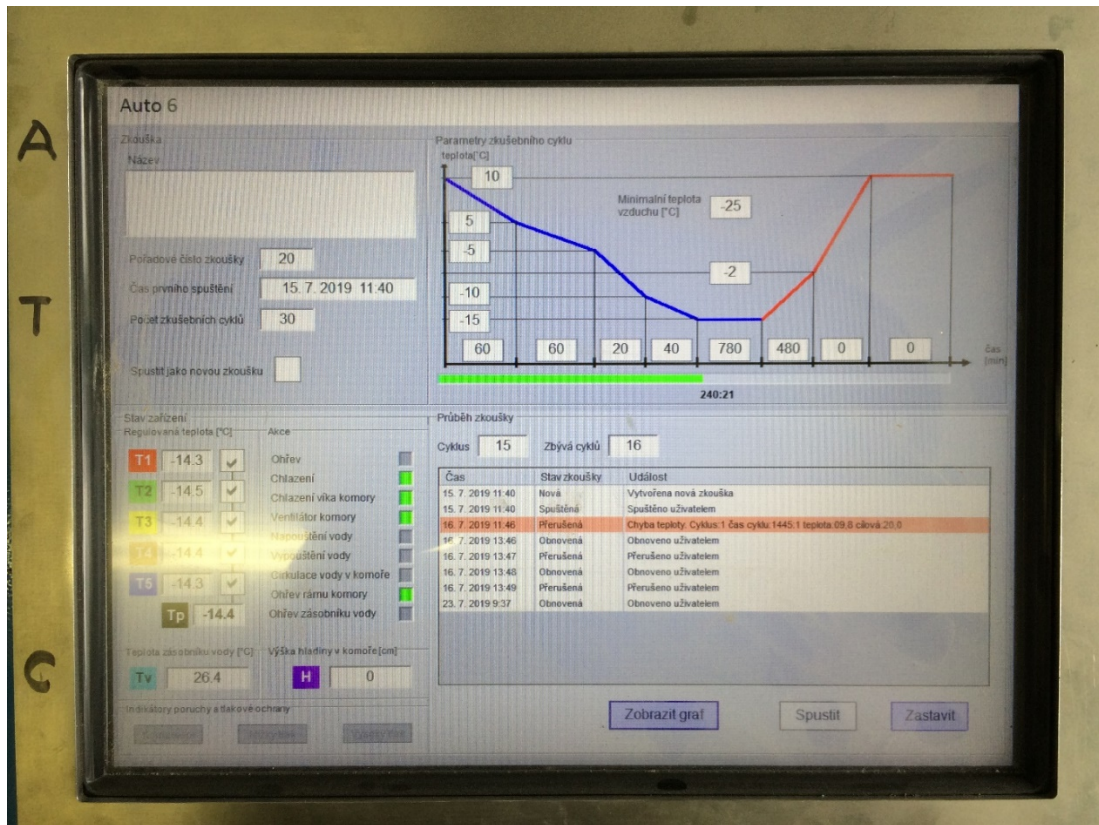 A
T
C
Auto 6
Zkouška
Název
Pořadové číslo zkoušky 20
Čas prvního spuštění 15. 7. 2019 11:40
Počet zkušebních cyklů 30
Spustit jako novou zkoušku
Parametry zkušebního cyklu
teplota[°C]
10
Minimalní teplota
vzduchu [°C] -25
5
-5
-2
-10
-15
60 60 20 40 780 480 0 0
čas
[min]
240:21
Stav zařízení
Regulovaná teplota [°C]
T1 -14.3
T2 -14.5
T3 -14.4
T4 -14.4
T5 -14.3
Tp -14.4
Akce
Ohřev
Chlazení
Chlazení víka komory
Ventilátor komory
Napouštění vody
Vypouštění vody
Cirkulace vody v komoře
Ohřev rámu komory
Ohřev zásobníku vody
Teplota zásobníku vody [°C]
Tv 26.4
Výška hladiny v komoře [cm]
H 0
Indikátory poruchy a tlakové ochrany
Průběh zkoušky
Cyklus 15 Zbývá cyklů 16
Čas Stav zkoušky Událost
15. 7. 2019 11:40 Nová Vytvořena nová zkouška
15. 7. 2019 11:40 Spuštěná Spuštěno uživatelem
16. 7. 2019 11:46 Přerušená Chyba teploty. Cyklus:1 čas cyklu:1445:1 teplota:09,8 cílová:20,0
16. 7. 2019 13:46 Obnovená Obnoveno uživatelem
16. 7. 2019 13:47 Přerušená Přerušeno uživatelem
16. 7. 2019 13:48 Obnovená Obnoveno uživatelem
16. 7. 2019 13:49 Přerušená Přerušeno uživatelem
23. 7. 2019 9:37 Obnovená Obnoveno uživatelem
Zobrazit graf Spustit Zastavit